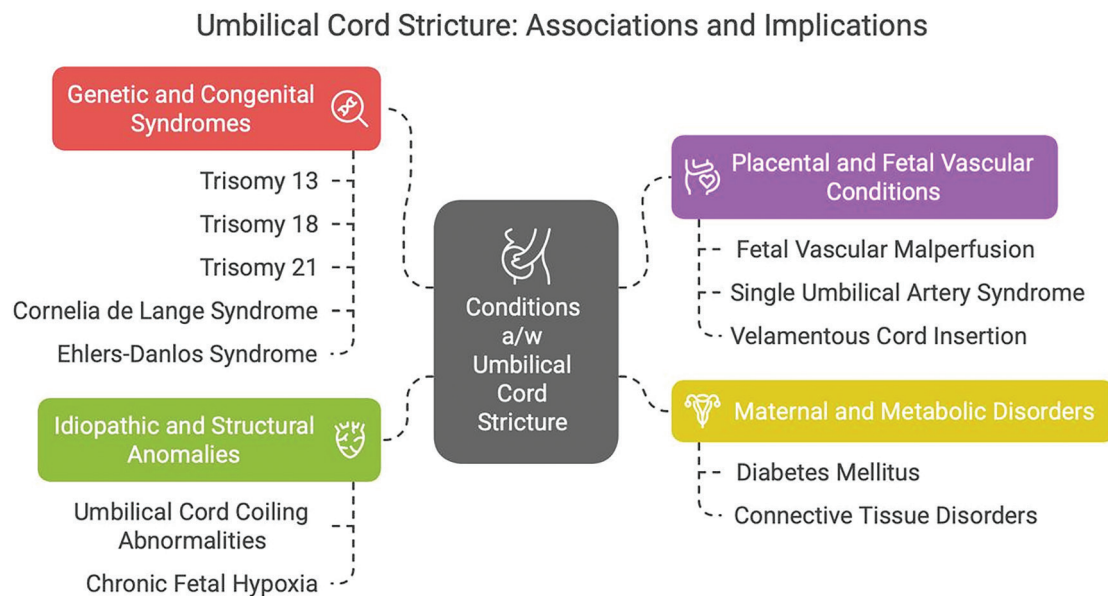 Umbilical Cord Stricture: Associations and Implications
Genetic and Congenital
Syndromes
Trisomy 13
Trisomy 18
Trisomy 21
Cornelia de Lange Syndrome
Ehlers-Danlos Syndrome
Idiopathic and Structural
Anomalies
Umbilical Cord Coiling
Abnormalities
Chronic Fetal Hypoxia
Conditions
a/w
Umbilical
Cord
Stricture
Placental and Fetal Vascular
Conditions
Fetal Vascular Malperfusion
Single Umbilical Artery Syndrome
Velamentous Cord Insertion
Maternal and Metabolic Disorders
Diabetes Mellitus
Connective Tissue Disorders